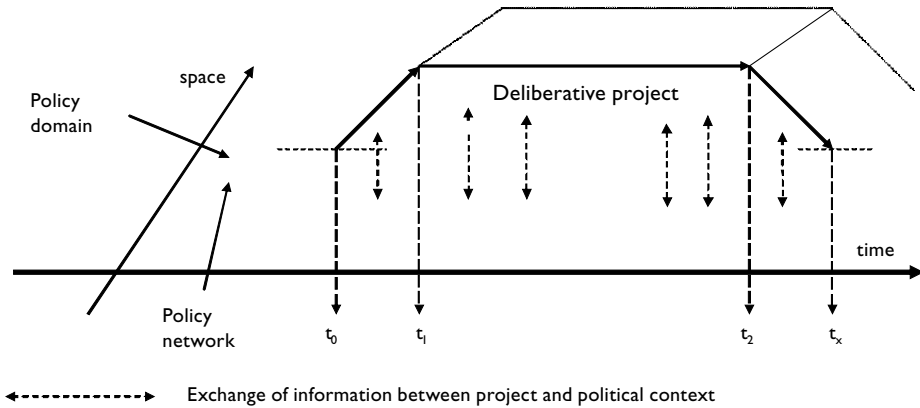 space
Policy
domain
Deliberative project
time
Policy
network
t₀
t₁
t₂
tₓ
Exchange of information between project and political context